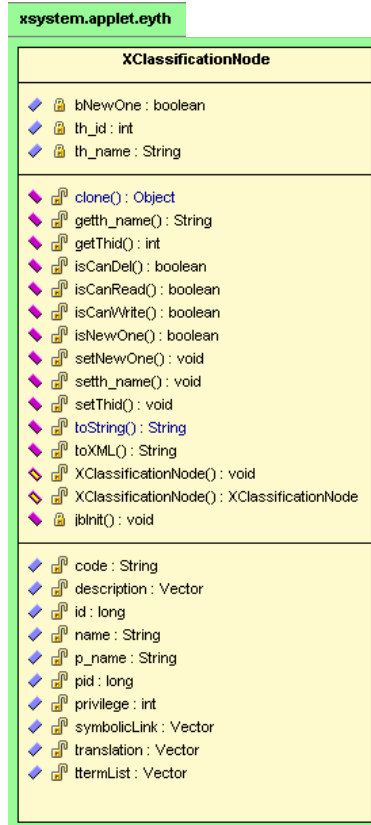 xsystem.applet.eyth
XClassificationNode
bNewOne : boolean
th_id : int
th_name : String
clone() : Object
getth_name() : String
getThid() : int
isCanDel() : boolean
isCanRead() : boolean
isCanWrite() : boolean
isNewOne() : boolean
setNewOne() : void
setth_name() : void
setThid() : void
toString() : String
toXML() : String
XClassificationNode() : void
XClassificationNode() : XClassificationNode
jbInit() : void
code : String
description : Vector
id : long
name : String
p_name : String
pid : long
privilege : int
symbolicLink : Vector
translation : Vector
ttermList : Vector